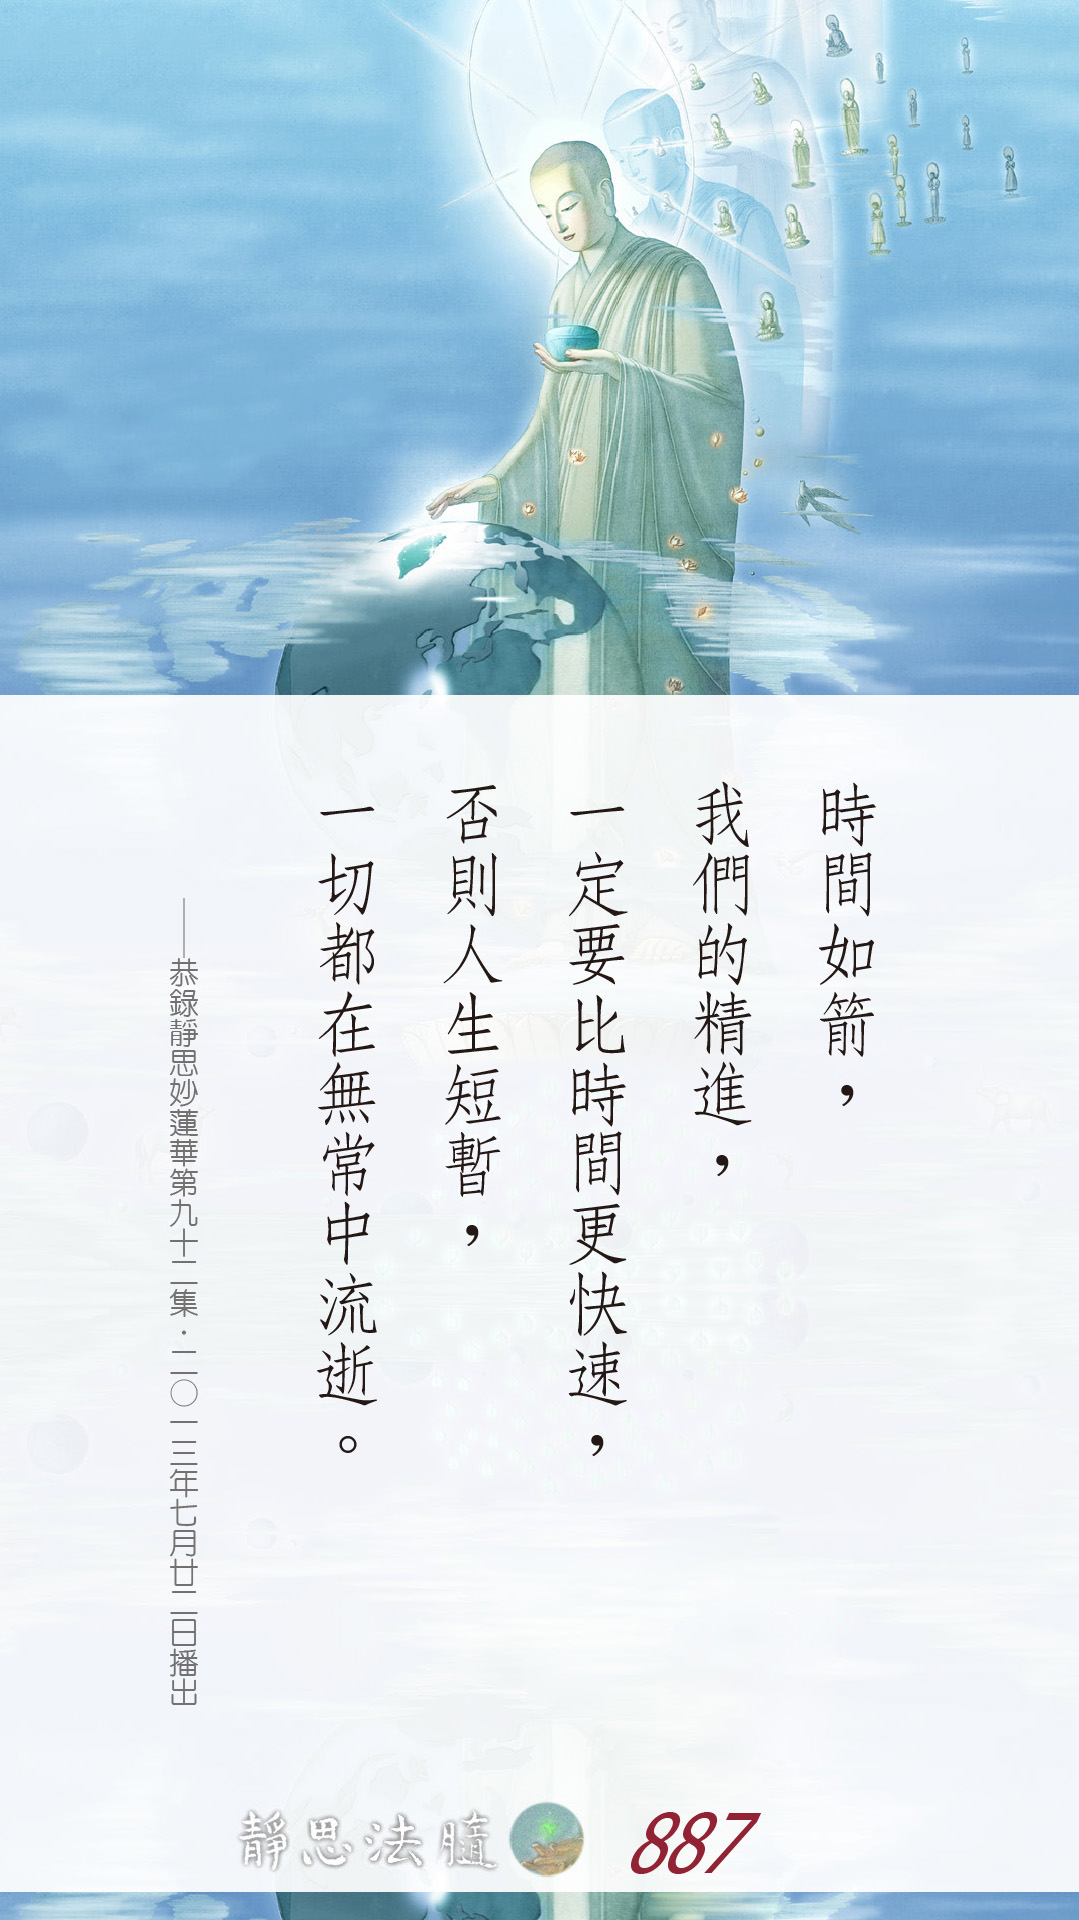 時間如箭，
我們的精進，
一定要比時間更快速，
否則人生短暫，
一切都在無常中流逝。
——恭錄靜思妙蓮華第九十二集．二〇一三年七月廿二日播出
靜思法髓
887